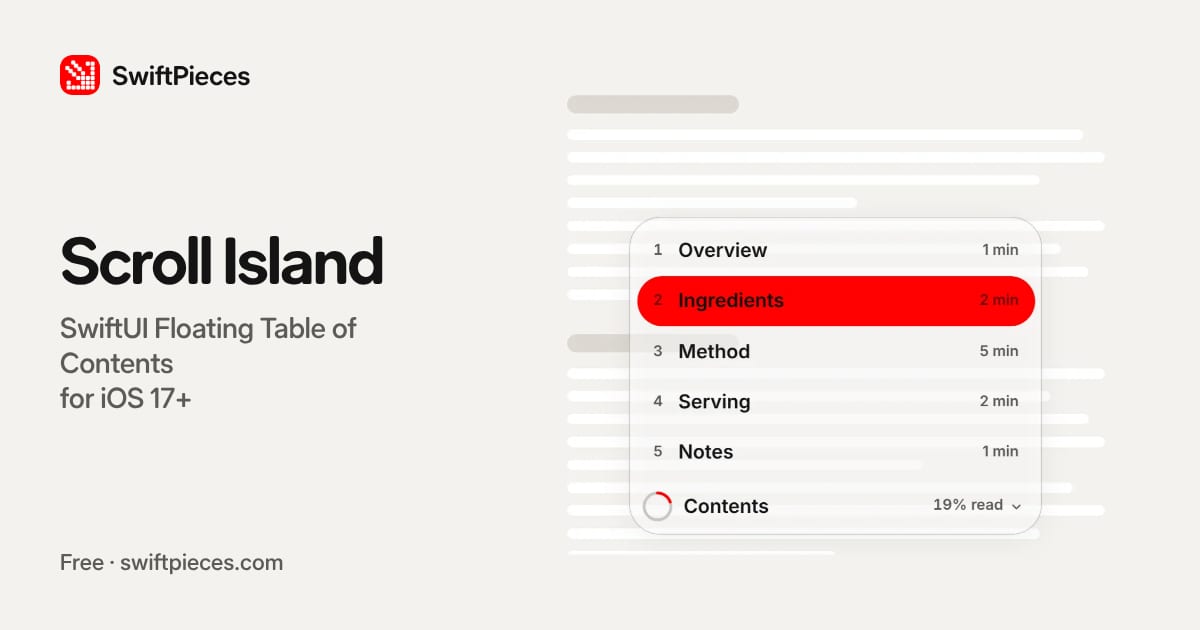 SwiftPieces
Scroll Island
SwiftUI Floating Table of
Contents
for iOS 17+
Free · swiftpieces.com
1 Overview 1 min
2 Ingredients 2 min
3 Method 5 min
4 Serving 2 min
5 Notes 1 min
Contents 19% read